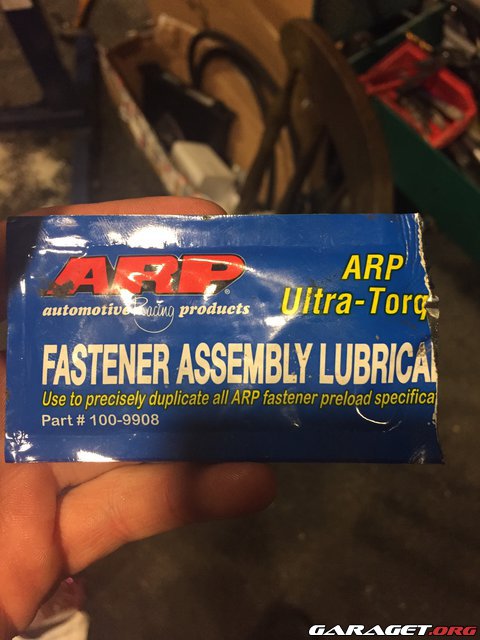 ARP
automotive Racing products
ARP
Ultra-Torq
FASTENER ASSEMBLY LUBRICA
Use to precisely duplicate all ARP fastener preload specifica
Part # 100-9908
GARAGET.ORG